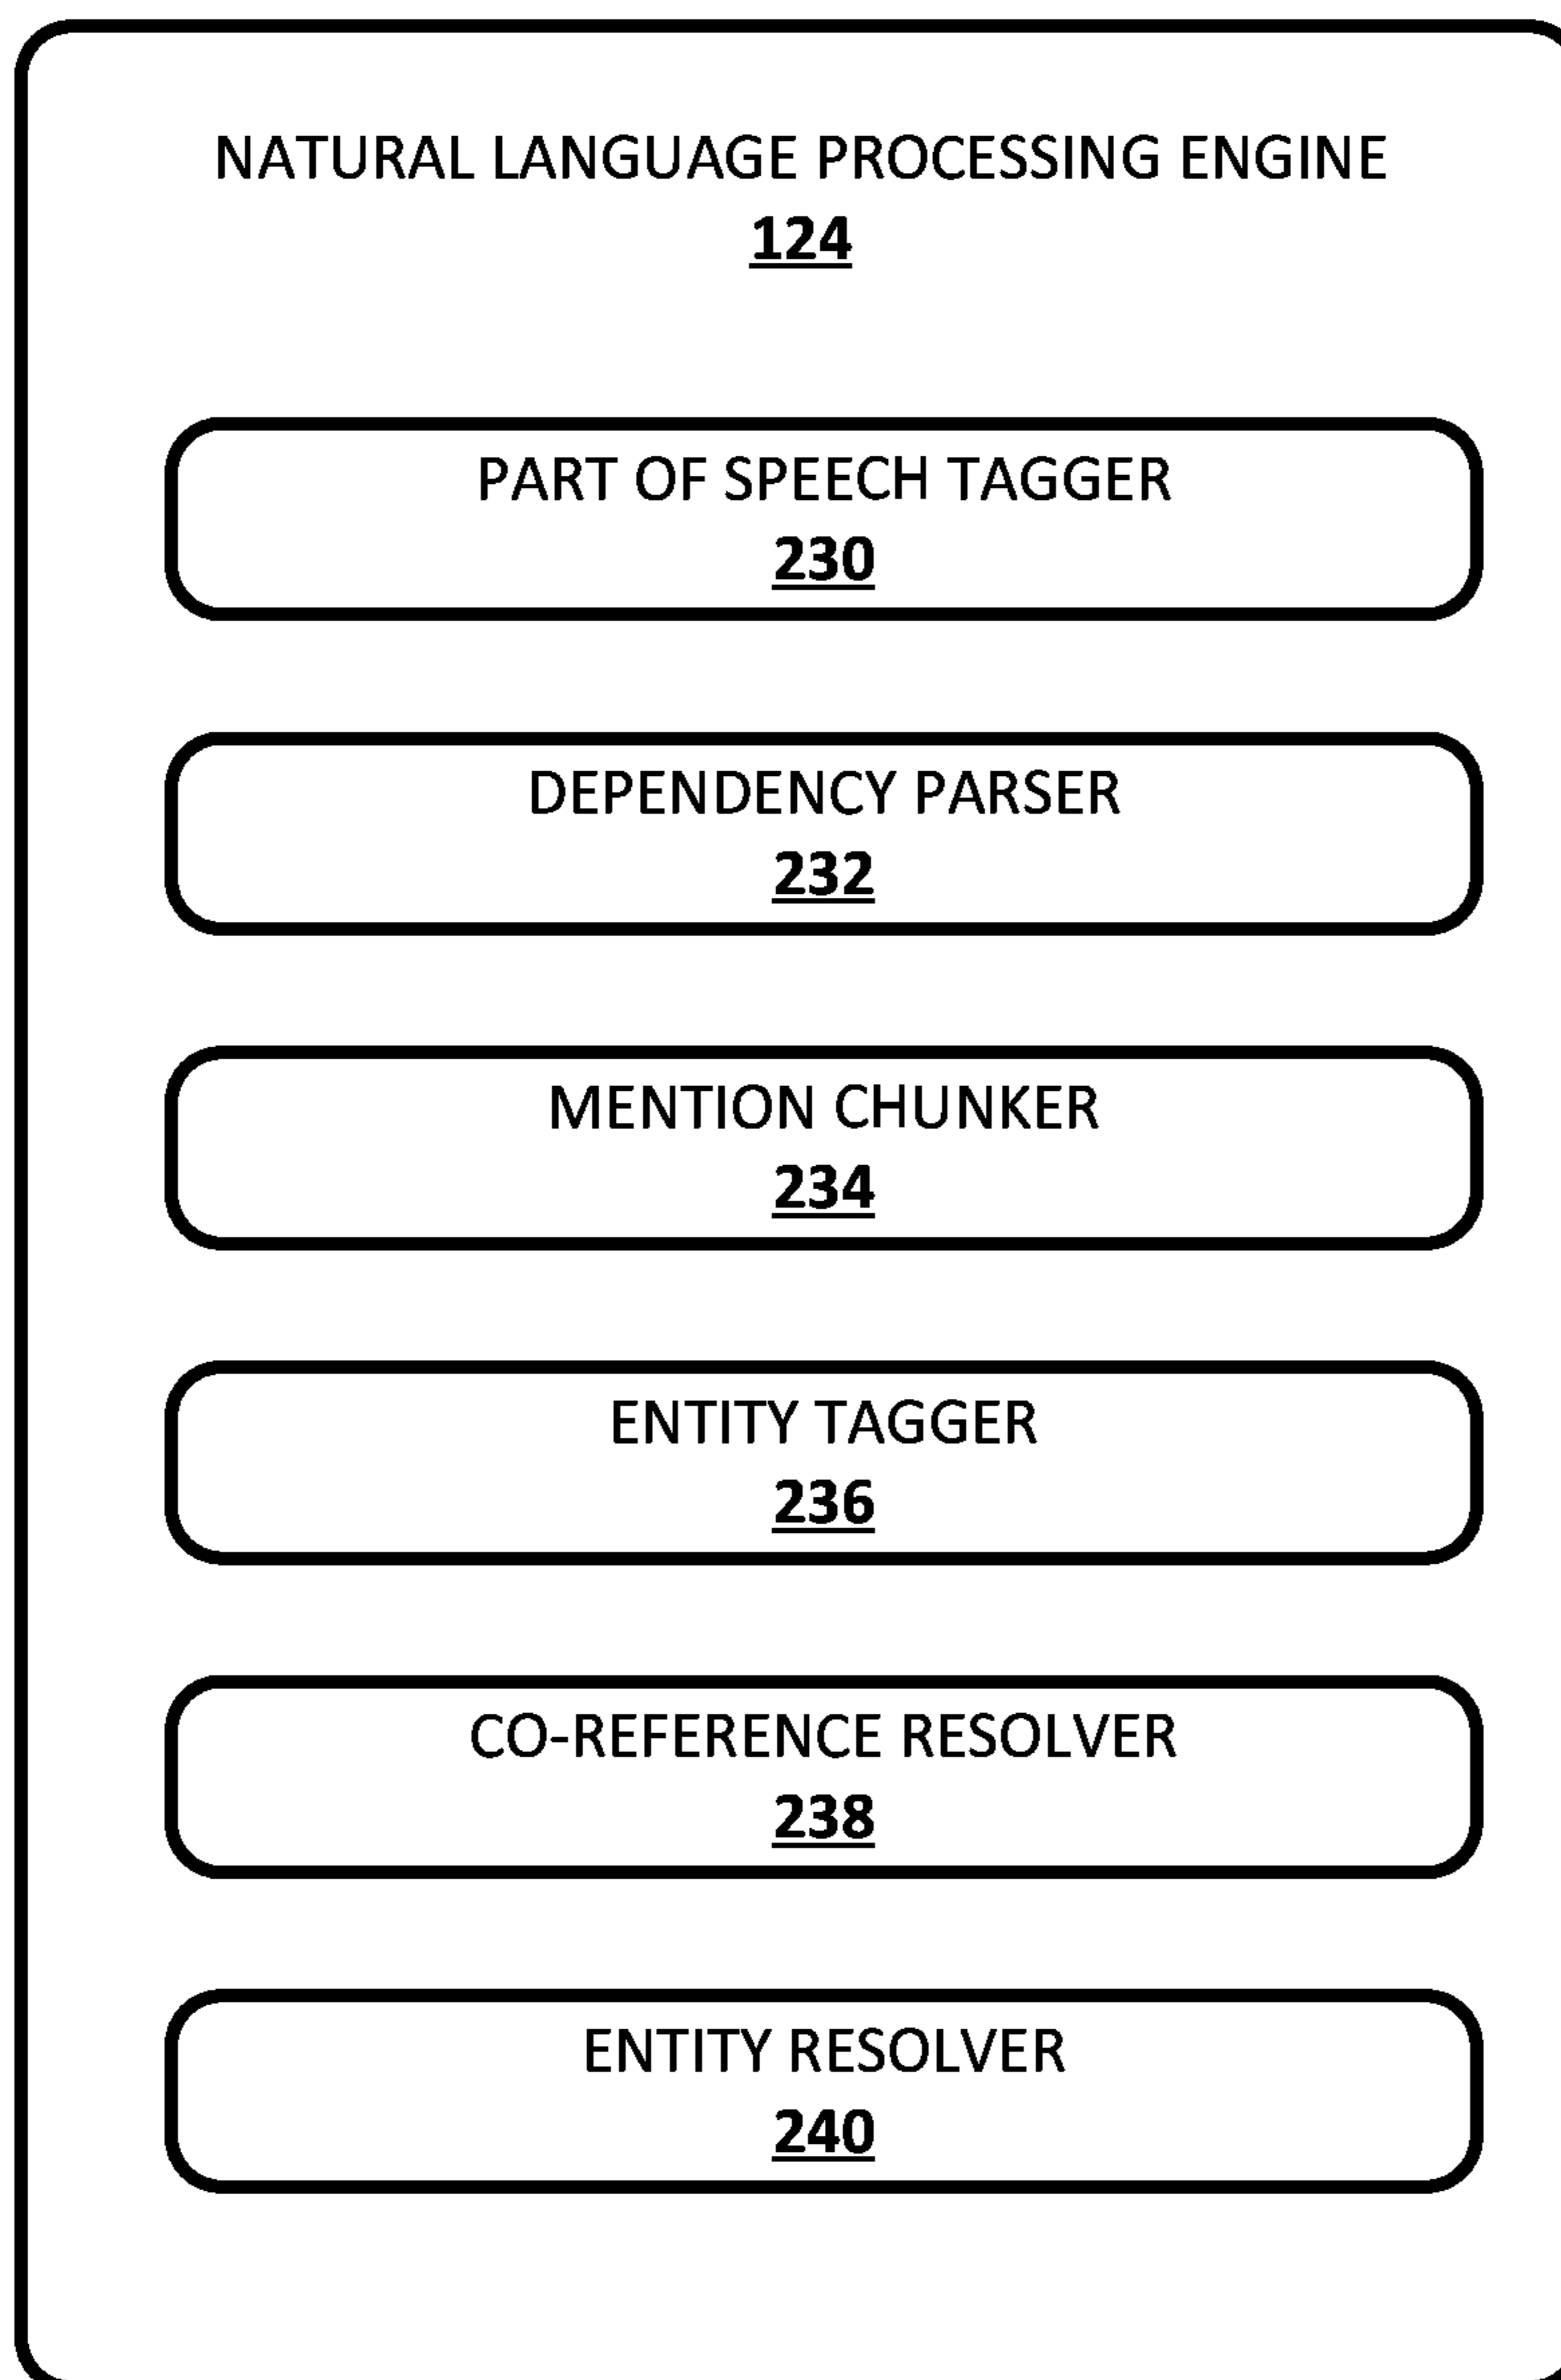 NATURAL LANGUAGE PROCESSING ENGINE
124
PART OF SPEECH TAGGER
230
DEPENDENCY PARSER
232
MENTION CHUNKER
234
ENTITY TAGGER
236
CO-REFERENCE RESOLVER
238
ENTITY RESOLVER
240